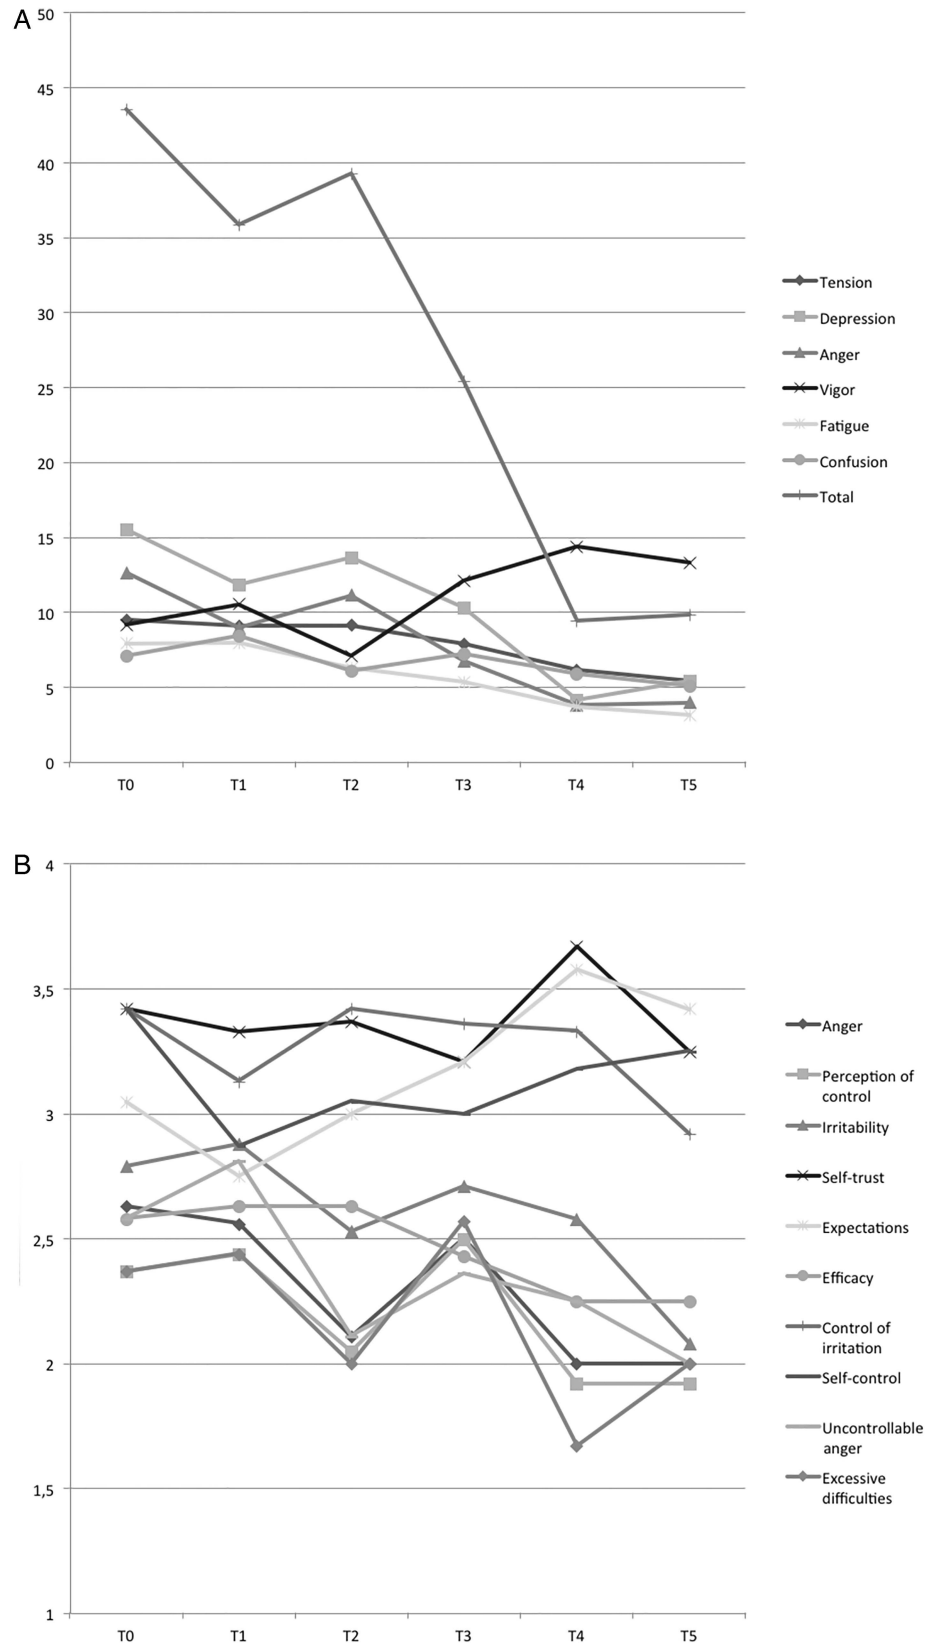 A
50
45
40
35
30
25
20
15
10
5
0
T0 T1 T2 T3 T4 T5
Tension
Depression
Anger
Vigor
Fatigue
Confusion
Total
B
4
3,5
3
2,5
2
1,5
1
T0 T1 T2 T3 T4 T5
Anger
Perception of
control
Irritability
Self-trust
Expectations
Efficacy
Control of
irritation
Self-control
Uncontrollable
anger
Excessive
difficulties